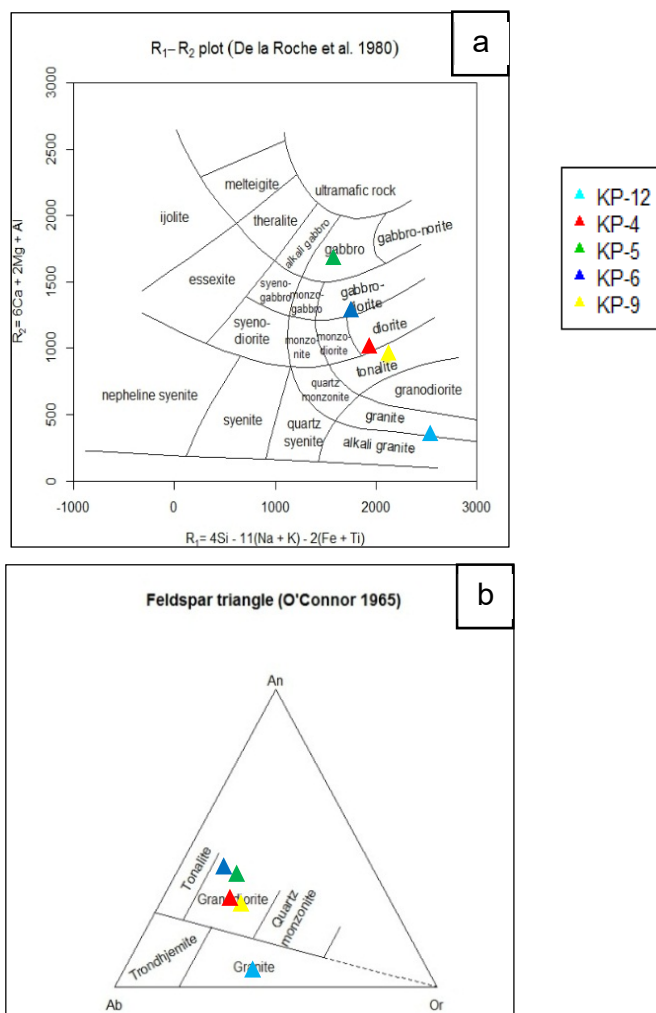 R₁–R₂ plot (De la Roche et al. 1980)
a
3000
2500
2000
1500
1000
500
0
R₂= 6Ca + 2Mg + Al
melteigite
ultramafic rock
ijolite
theralite
alkali gabbro
gabbro
gabbro-norite
essexite
syeno-
gabbro
monzo-
gabbro
gabbro-
diorite
syeno-
diorite
monzo-
nite
monzo-
diorite
diorite
tonalite
nepheline syenite
quartz
monzonite
granodiorite
syenite
quartz
syenite
granite
alkali granite
-1000
0
1000
2000
3000
R₁= 4Si - 11(Na + K) - 2(Fe + Ti)
KP-12
KP-4
KP-5
KP-6
KP-9
b
Feldspar triangle (O'Connor 1965)
An
Tonalite
Granodiorite
Quartz
monzonite
Trondhjemite
Granite
Ab
Or